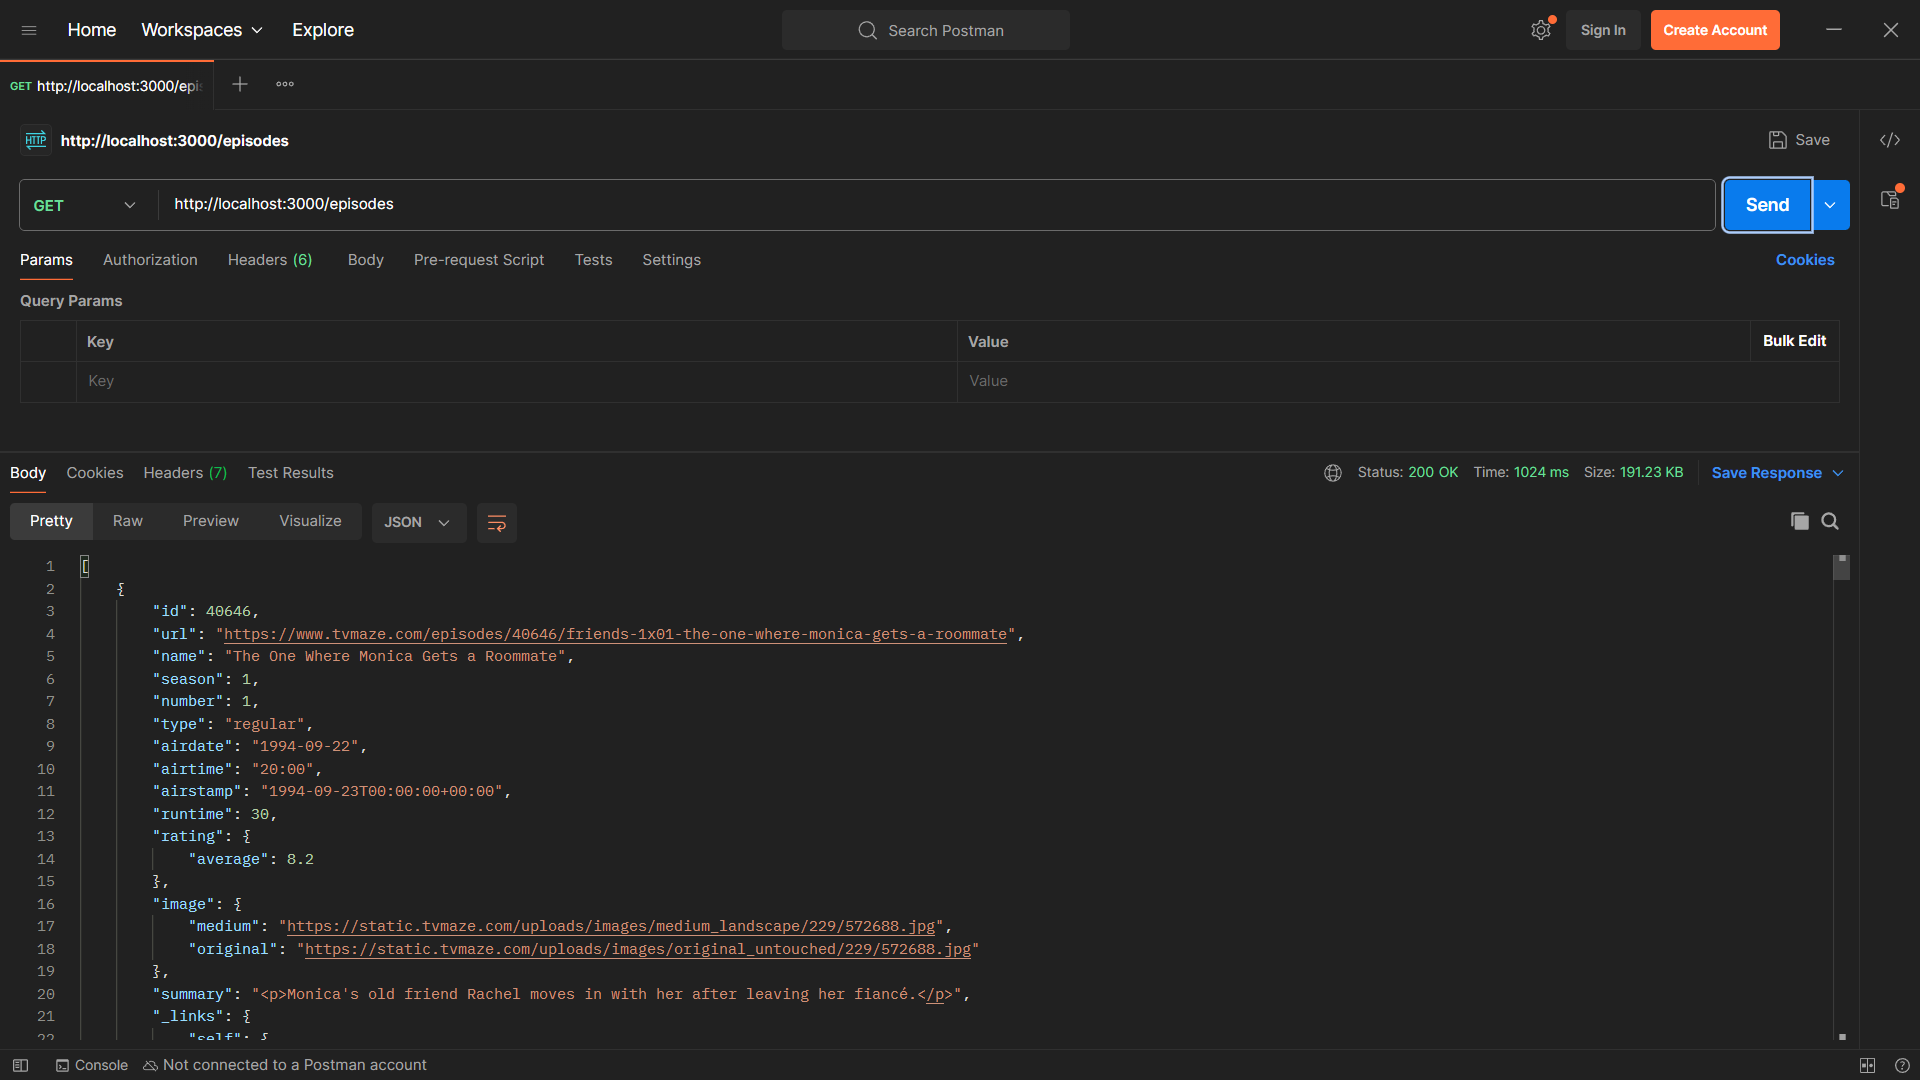 Home Workspaces Explore Search Postman Sign In Create Account
GET http://localhost:3000/epi
HTTP http://localhost:3000/episodes Save
GET http://localhost:3000/episodes Send
Params Authorization Headers (6) Body Pre-request Script Tests Settings Cookies
Query Params
Key Value Bulk Edit
Key Value
Body Cookies Headers (7) Test Results Status: 200 OK Time: 1024 ms Size: 191.23 KB Save Response
Pretty Raw Preview Visualize JSON
1 [
2 {
3 "id": 40646,
4 "url": "https://www.tvmaze.com/episodes/40646/friends-1x01-the-one-where-monica-gets-a-roommate",
5 "name": "The One Where Monica Gets a Roommate",
6 "season": 1,
7 "number": 1,
8 "type": "regular",
9 "airdate": "1994-09-22",
10 "airtime": "20:00",
11 "airstamp": "1994-09-23T00:00:00+00:00",
12 "runtime": 30,
13 "rating": {
14 "average": 8.2
15 },
16 "image": {
17 "medium": "https://static.tvmaze.com/uploads/images/medium_landscape/229/572688.jpg",
18 "original": "https://static.tvmaze.com/uploads/images/original_untouched/229/572688.jpg"
19 },
20 "summary": "<p>Monica's old friend Rachel moves in with her after leaving her fiancé.</p>",
21 "_links": {
22 "self": {
Console Not connected to a Postman account